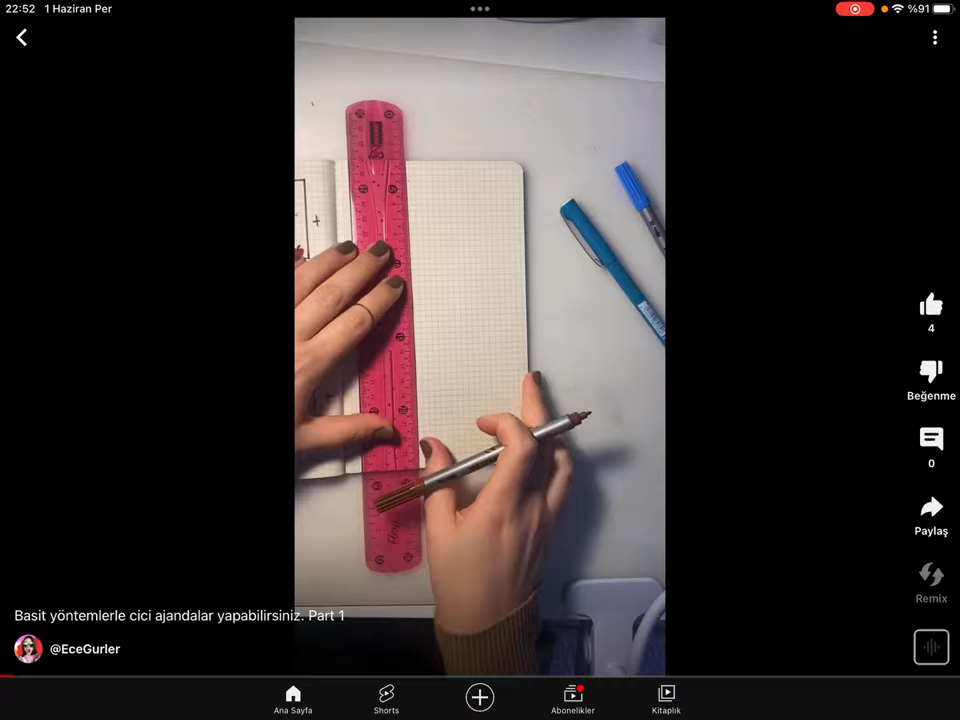 22:52 1 Haziran Per
%91
4
Beğenme
0
Paylaş
Remix
Basit yöntemlerle cici ajandalar yapabilirsiniz. Part 1
@EceGurler
Ana Sayfa
Shorts
Abonelikler
Kitaplık